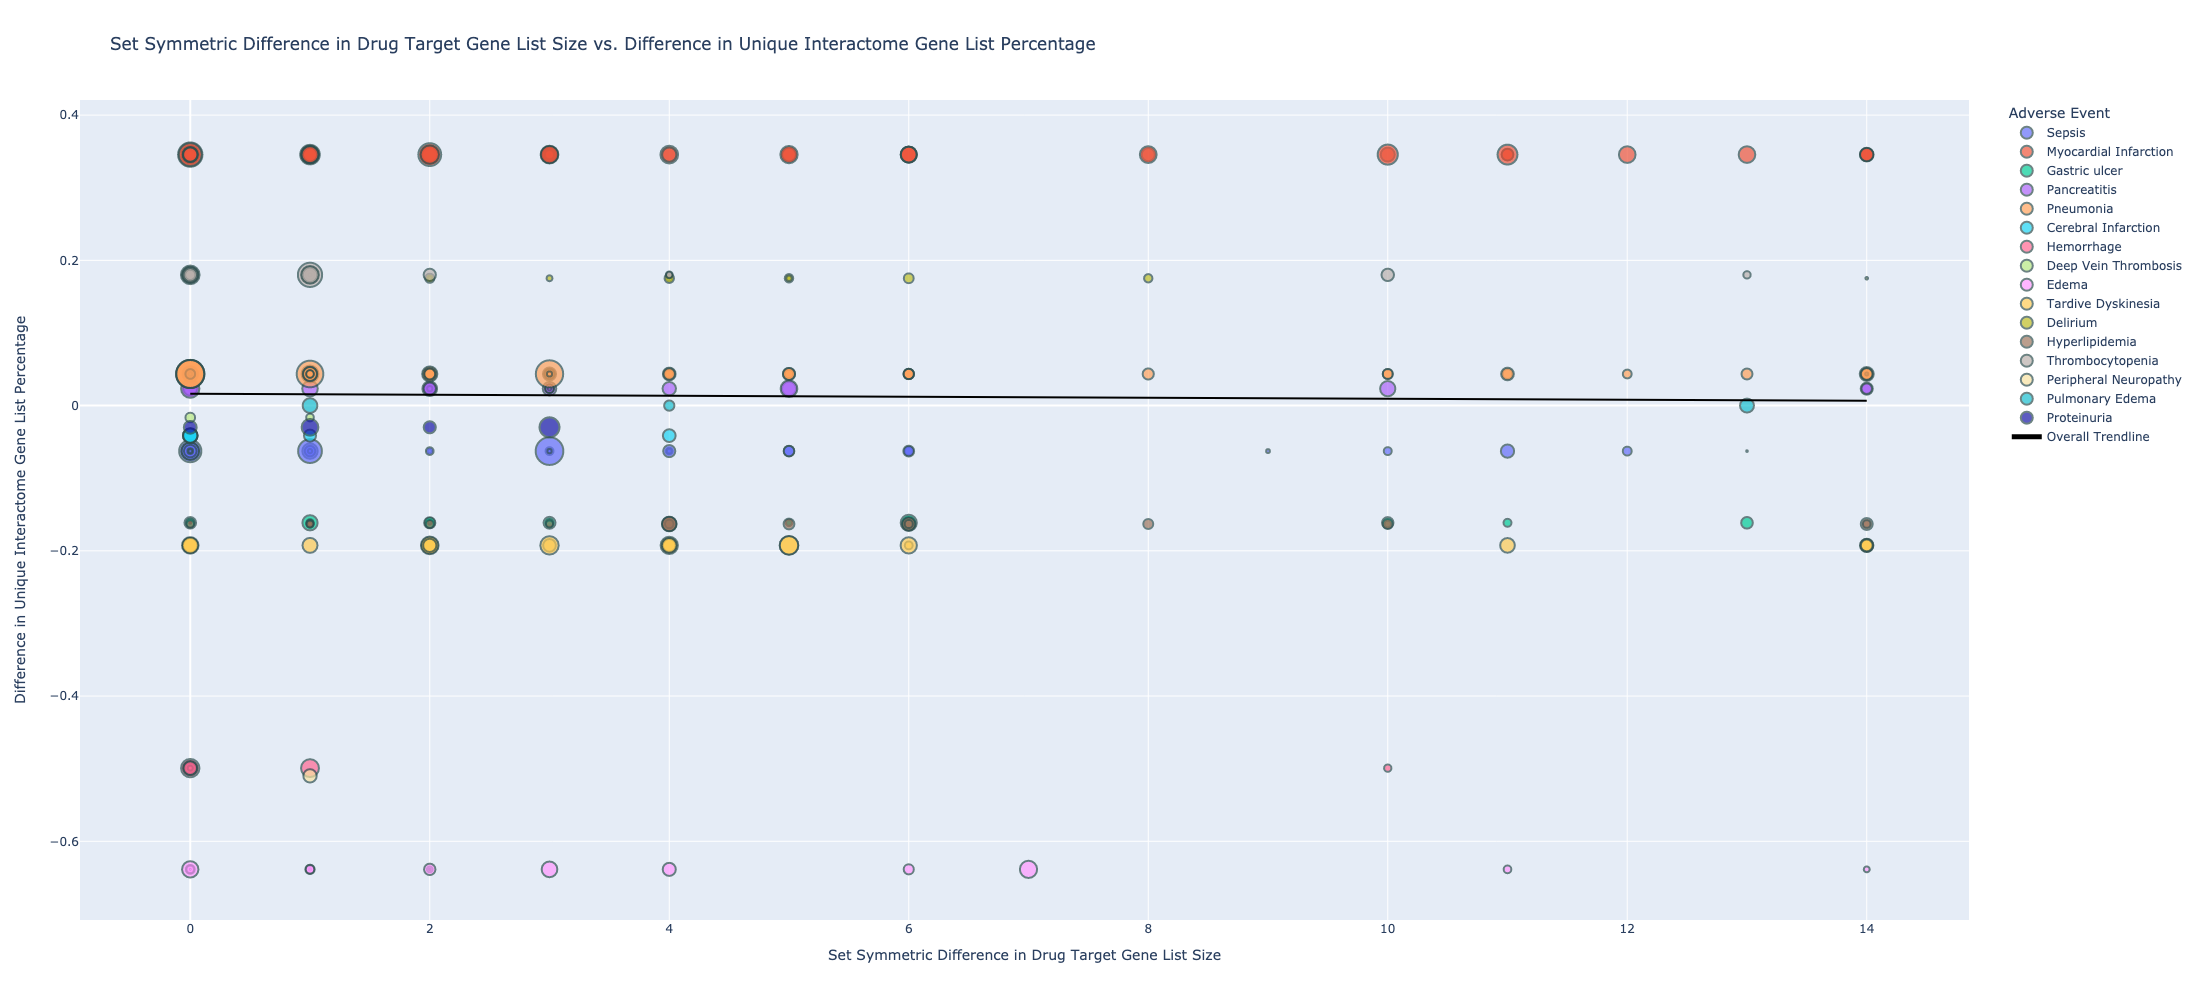 Set Symmetric Difference in Drug Target Gene List Size vs. Difference in Unique Interactome Gene List Percentage
Difference in Unique Interactome Gene List Percentage
0.4
0.2
0
−0.2
−0.4
−0.6
0 2 4 6 8 10 12 14
Set Symmetric Difference in Drug Target Gene List Size
Adverse Event
Sepsis
Myocardial Infarction
Gastric ulcer
Pancreatitis
Pneumonia
Cerebral Infarction
Hemorrhage
Deep Vein Thrombosis
Edema
Tardive Dyskinesia
Delirium
Hyperlipidemia
Thrombocytopenia
Peripheral Neuropathy
Pulmonary Edema
Proteinuria
Overall Trendline